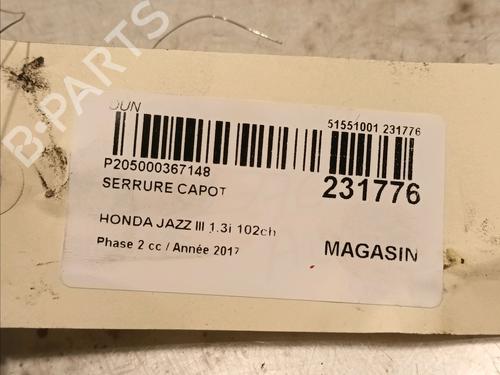 B-PARTS
51551001 231776
P205000367148
SERRURE CAPOT
231776
HONDA JAZZ III 1.3i 102ch
Phase 2 cc / Année 2017
MAGASIN